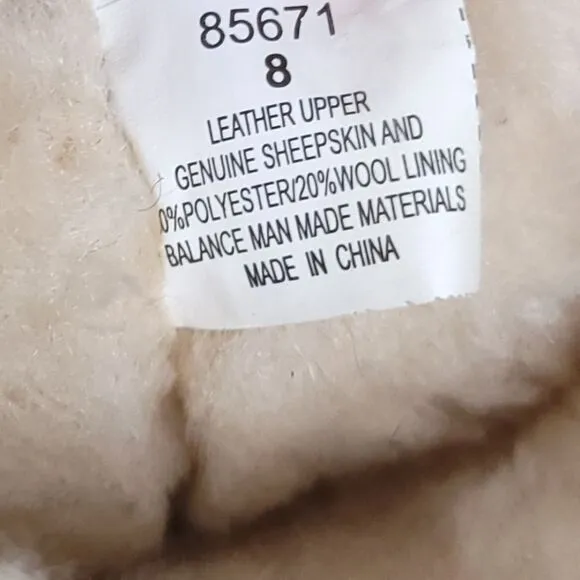 85671
8
LEATHER UPPER
GENUINE SHEEPSKIN AND
0%POLYESTER/20%WOOL LINING
BALANCE MAN MADE MATERIALS
MADE IN CHINA